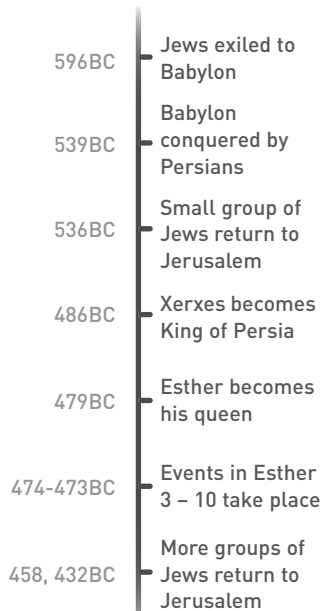 596BC
Jews exiled to
Babylon
539BC
Babylon
conquered by
Persians
536BC
Small group of
Jews return to
Jerusalem
486BC
Xerxes becomes
King of Persia
479BC
Esther becomes
his queen
474-473BC
Events in Esther
3 – 10 take place
458, 432BC
More groups of
Jews return to
Jerusalem